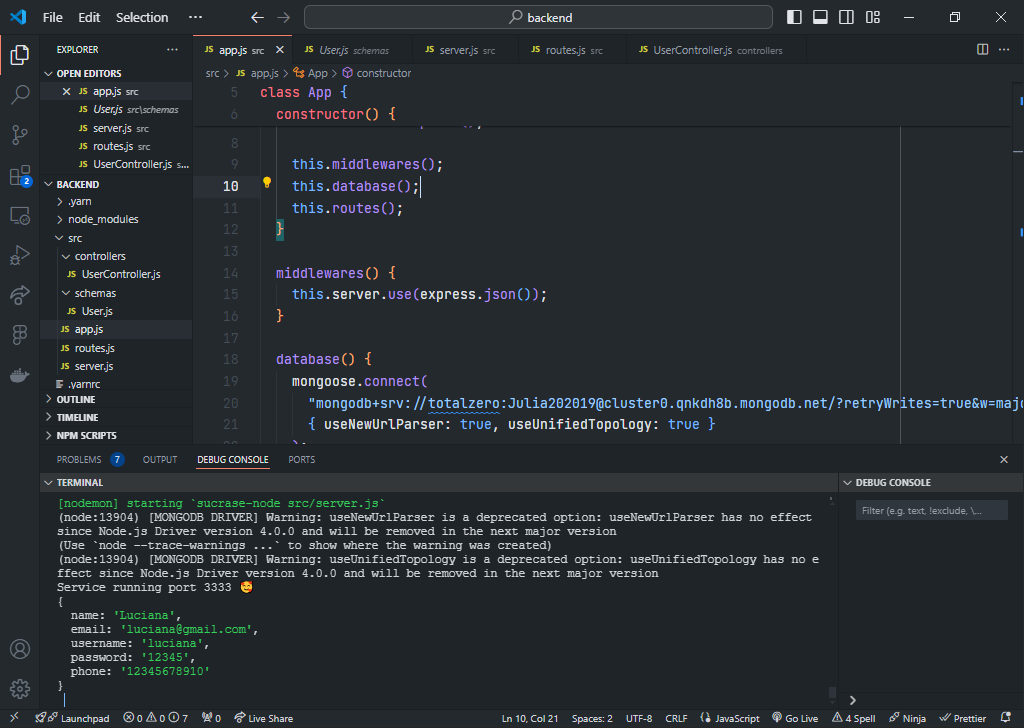 File Edit Selection ··· backend
EXPLORER ···
OPEN EDITORS
JS app.js src
JS User.js src\schemas
JS server.js src
JS routes.js src
JS UserController.js s...
BACKEND
.yarn
node_modules
src
controllers
JS UserController.js
schemas
JS User.js
JS app.js
JS routes.js
JS server.js
.yarnrc
OUTLINE
TIMELINE
NPM SCRIPTS
2
JS app.js src JS User.js schemas JS server.js src JS routes.js src JS UserController.js controllers ···
src > JS app.js > App > constructor
5 class App {
6 constructor() {
8
9 this.middlewares();
10 this.database();
11 this.routes();
12 }
13
14 middlewares() {
15 this.server.use(express.json());
16 }
17
18 database() {
19 mongoose.connect(
20 "mongodb+srv://totalzero:Julia202019@cluster0.qnkdh8b.mongodb.net/?retryWrites=true&w=majo
21 { useNewUrlParser: true, useUnifiedTopology: true }
PROBLEMS 7 OUTPUT DEBUG CONSOLE PORTS
TERMINAL
[nodemon] starting `sucrase-node src/server.js`
(node:13904) [MONGODB DRIVER] Warning: useNewUrlParser is a deprecated option: useNewUrlParser has no effect
since Node.js Driver version 4.0.0 and will be removed in the next major version
(Use `node --trace-warnings ...` to show where the warning was created)
(node:13904) [MONGODB DRIVER] Warning: useUnifiedTopology is a deprecated option: useUnifiedTopology has no e
ffect since Node.js Driver version 4.0.0 and will be removed in the next major version
Service running port 3333 🥰
{
name: 'Luciana',
email: 'luciana@gmail.com',
username: 'luciana',
password: '12345',
phone: '12345678910'
}
DEBUG CONSOLE
Filter (e.g. text, !exclude, \...
Launchpad 0 0 7 0 Live Share Ln 10, Col 21 Spaces: 2 UTF-8 CRLF JavaScript Go Live 4 Spell Ninja Prettier